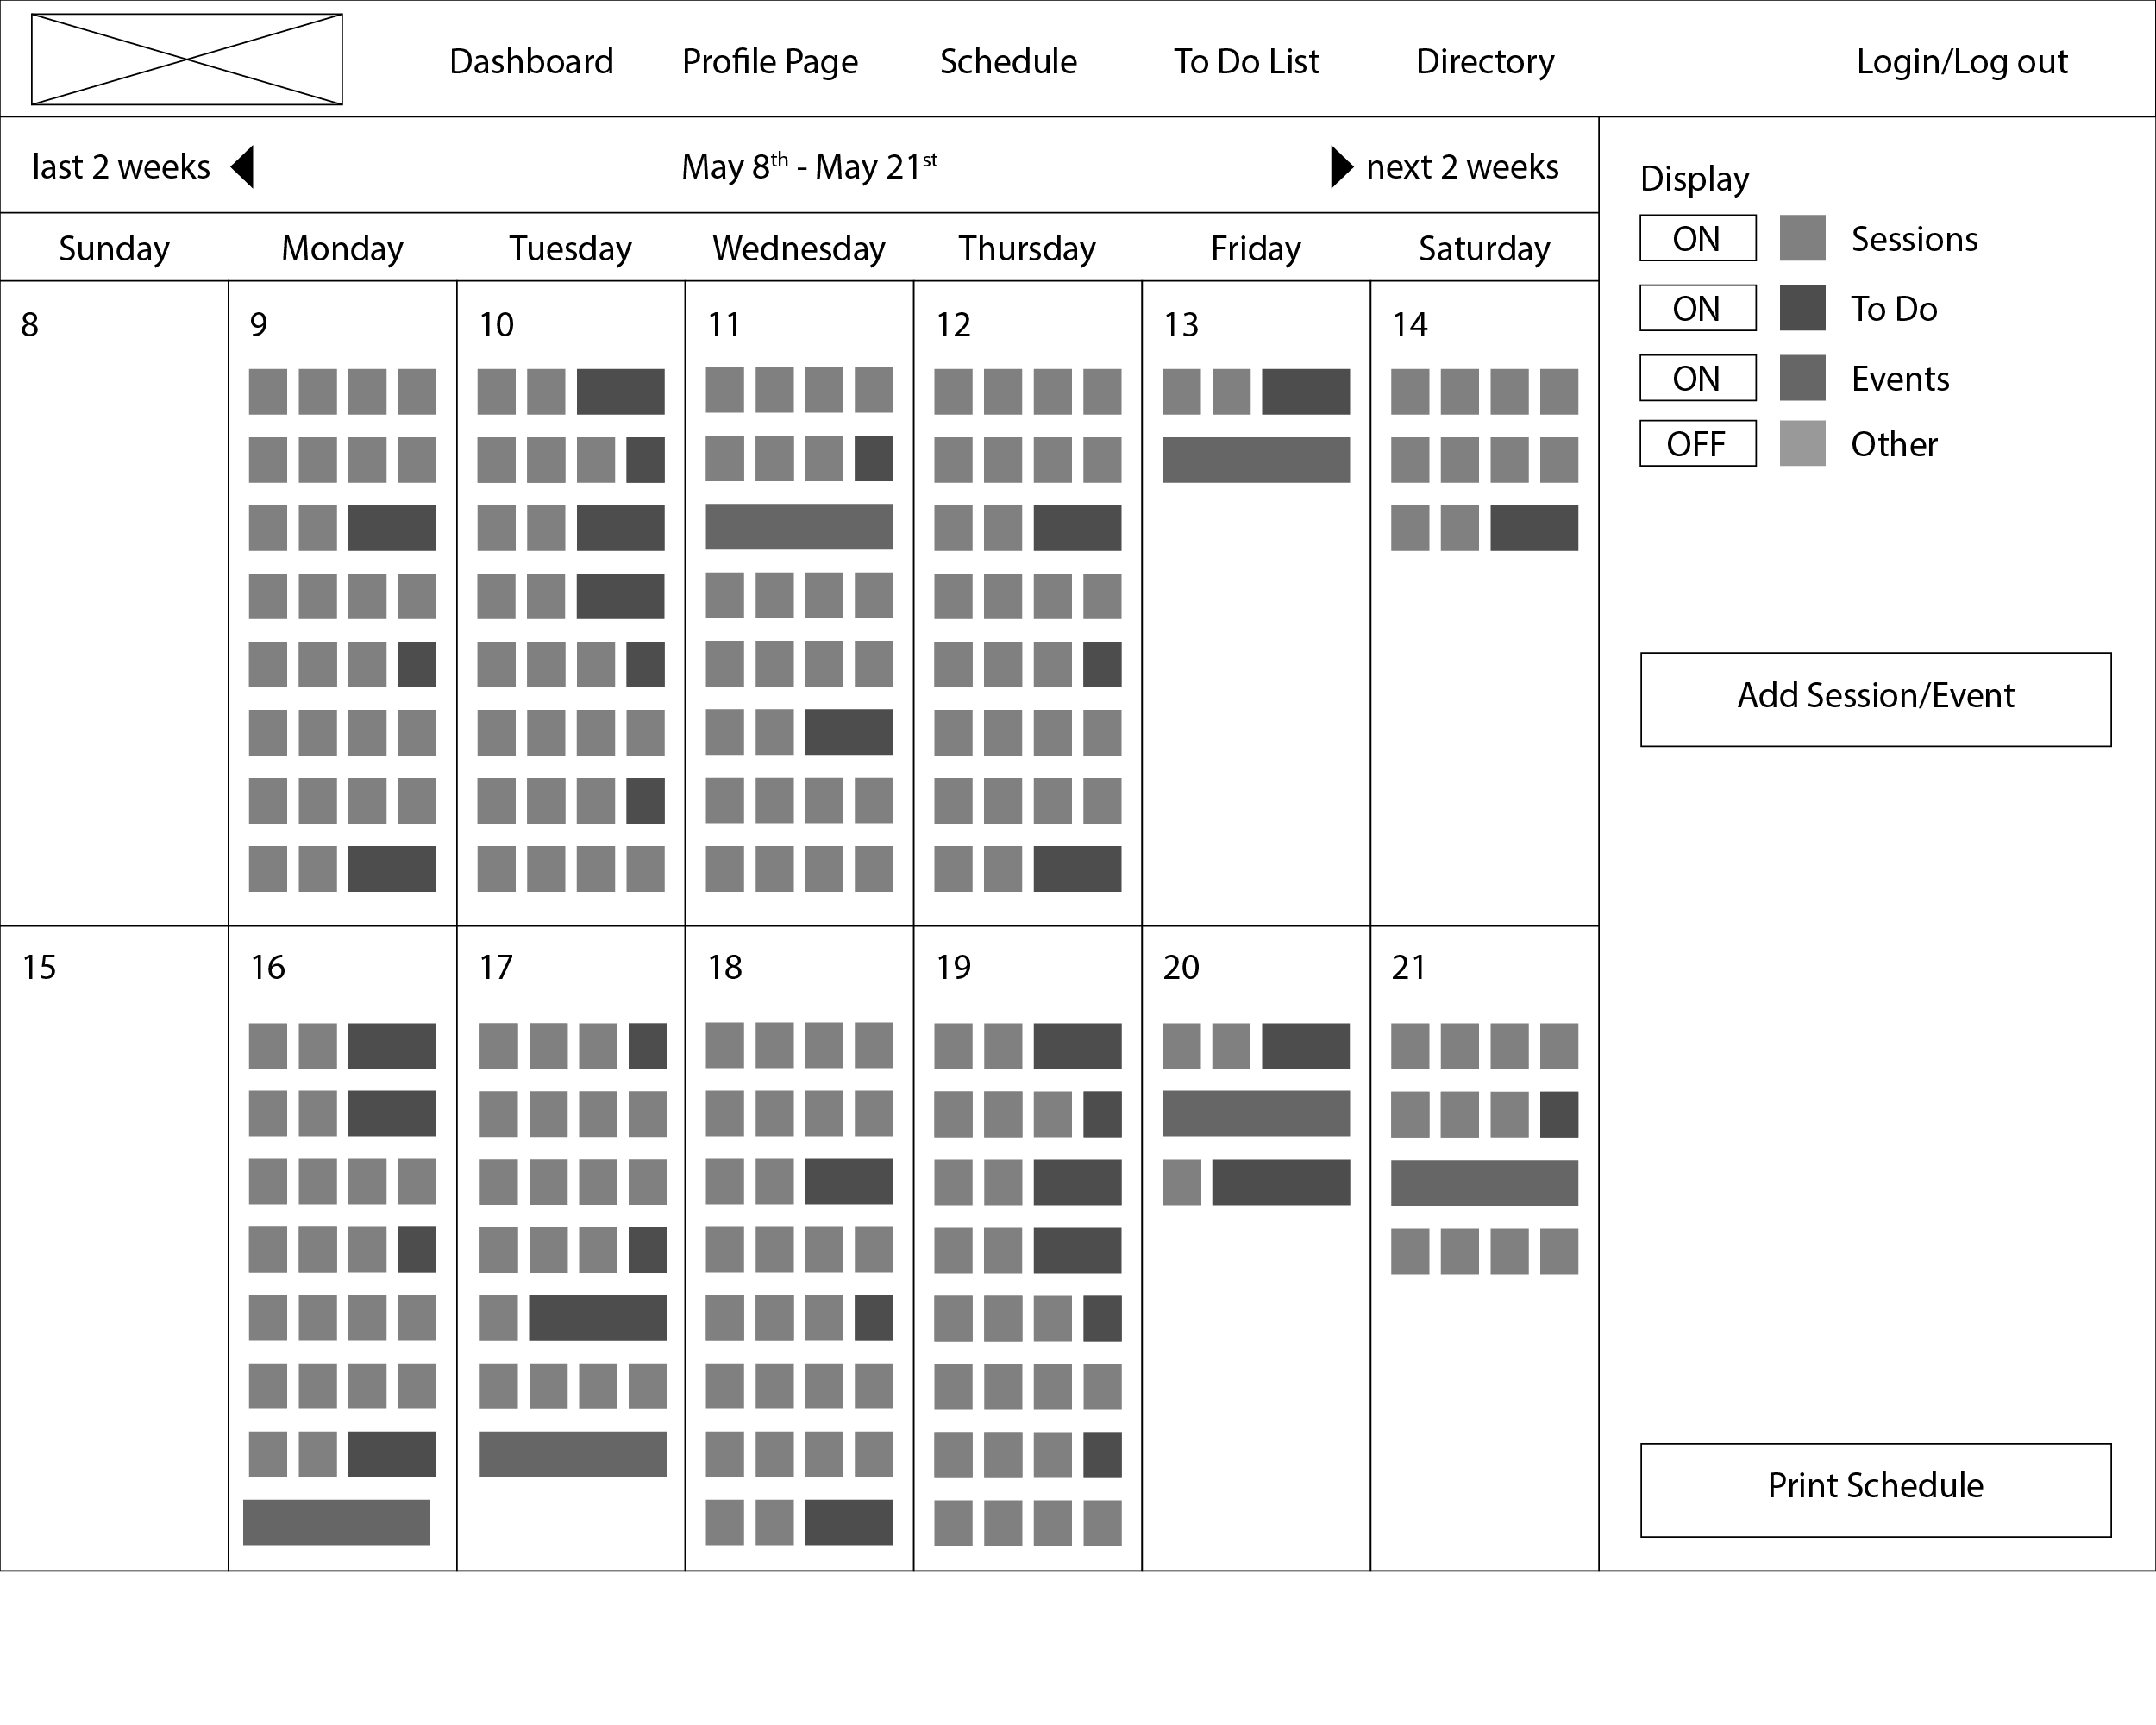 Dashboard Profile Page Schedule To Do List Directory Login/Log out
last 2 weeks May 8th - May 21st next 2 weeks
Display
Sunday Monday Tuesday Wednesday Thursday Friday Saturday
ON Sessions
ON To Do
ON Events
OFF Other
8 9 10 11 12 13 14
Add Session/Event
15 16 17 18 19 20 21
Print Schedule